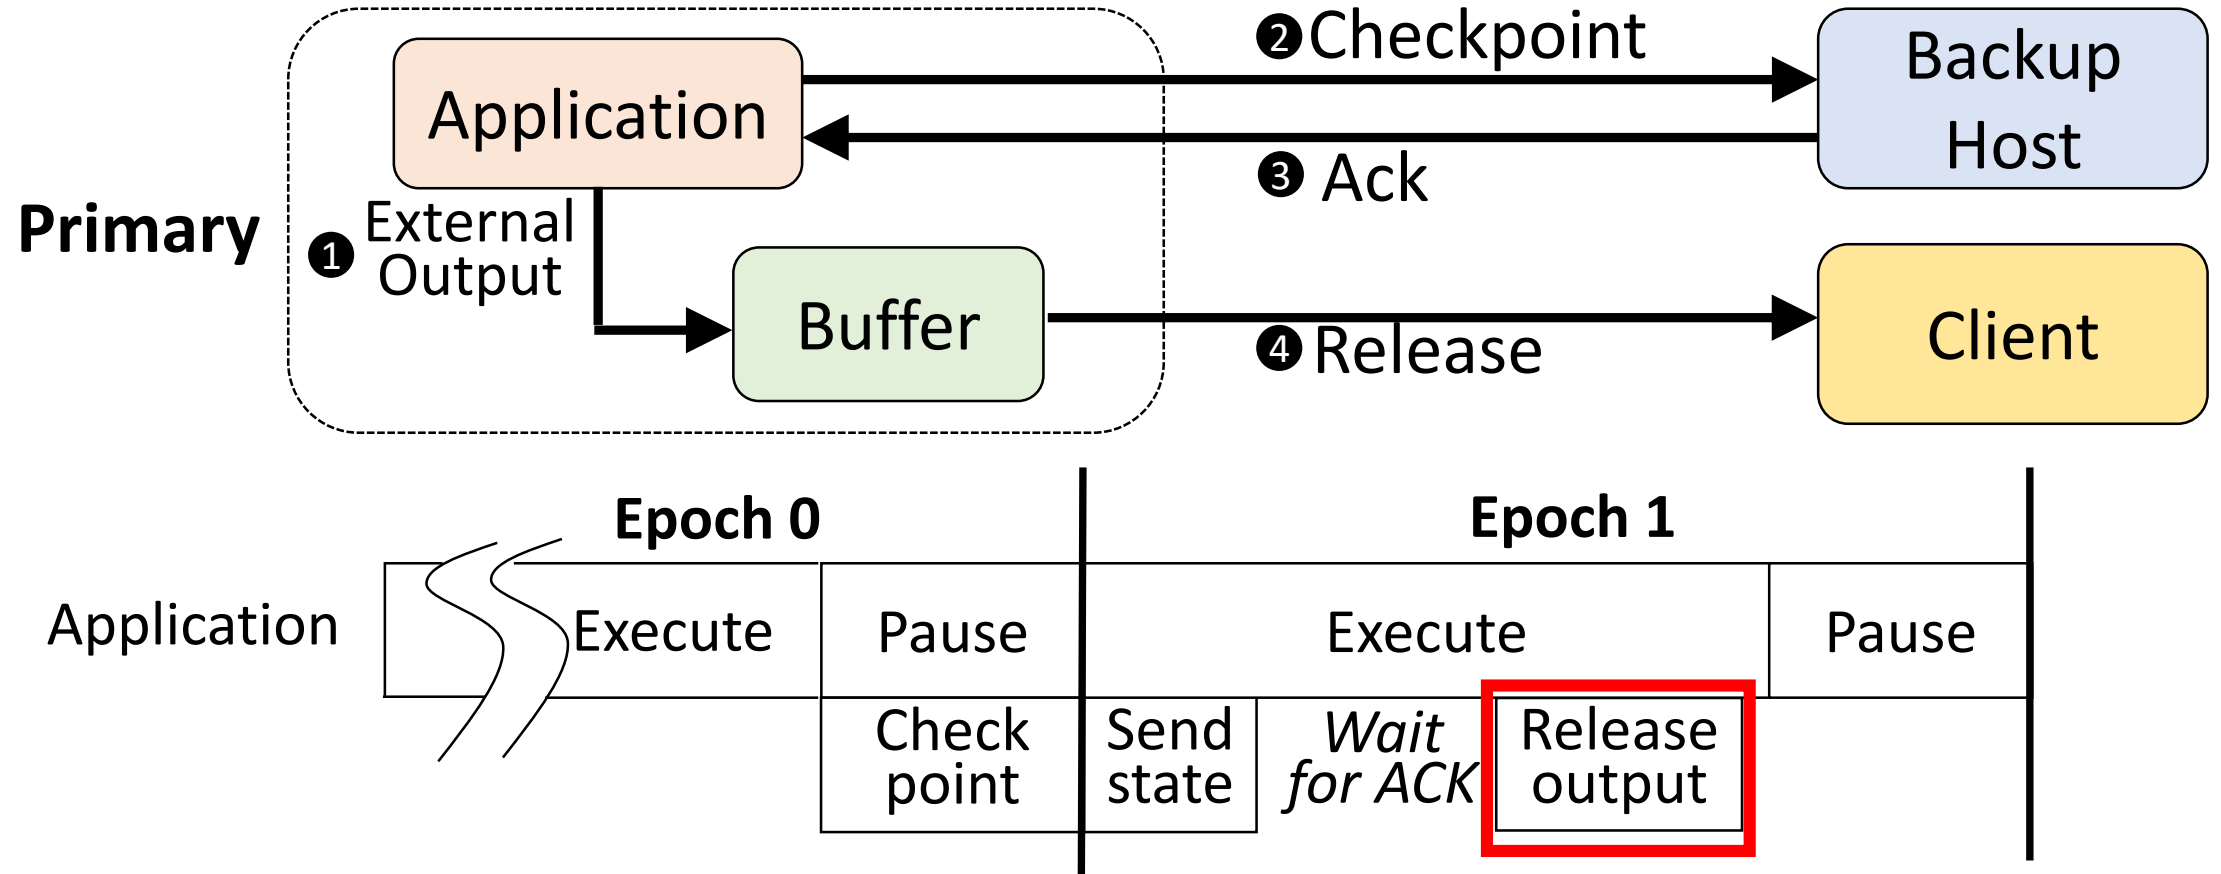 ❷Checkpoint
Backup
Host
Application
❸ Ack
Primary
❶
External
Output
Buffer
❹Release
Client
Epoch 0
Epoch 1
Application
Execute
Pause
Execute
Pause
Check
point
Send
state
Wait
for ACK
Release
output